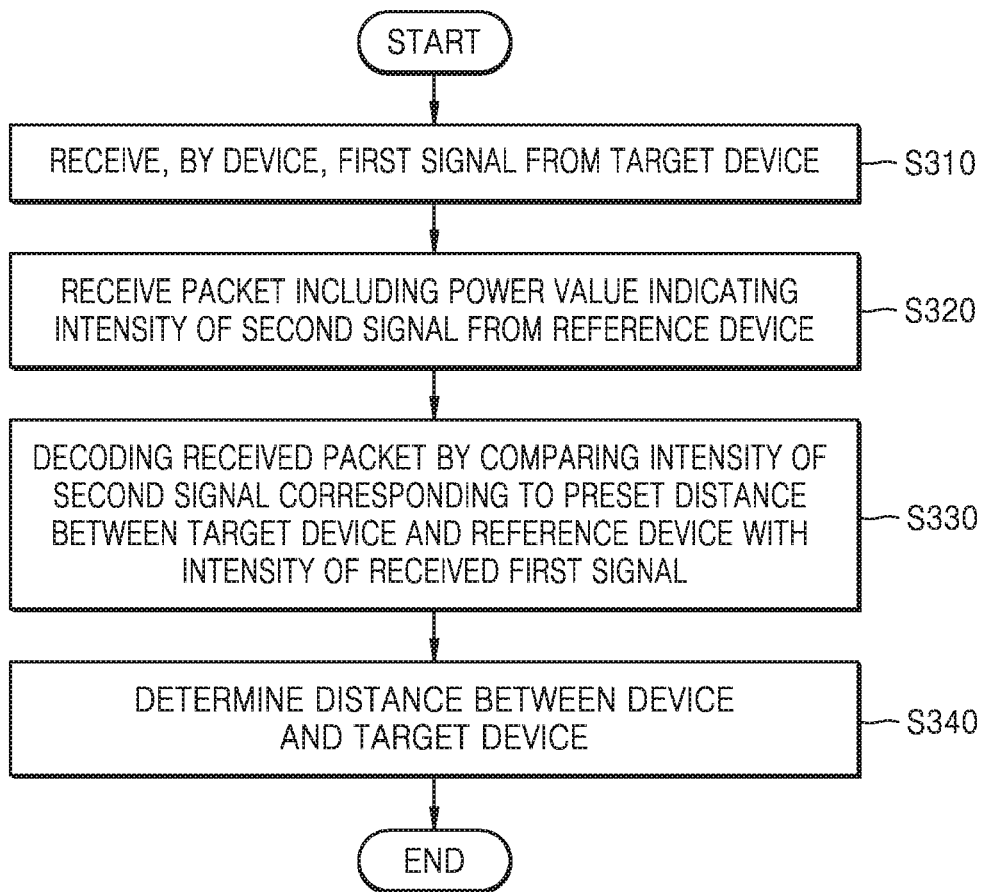 START
RECEIVE, BY DEVICE, FIRST SIGNAL FROM TARGET DEVICE
S310
RECEIVE PACKET INCLUDING POWER VALUE INDICATING
INTENSITY OF SECOND SIGNAL FROM REFERENCE DEVICE
S320
DECODING RECEIVED PACKET BY COMPARING INTENSITY OF
SECOND SIGNAL CORRESPONDING TO PRESET DISTANCE
BETWEEN TARGET DEVICE AND REFERENCE DEVICE WITH
INTENSITY OF RECEIVED FIRST SIGNAL
S330
DETERMINE DISTANCE BETWEEN DEVICE
AND TARGET DEVICE
S340
END